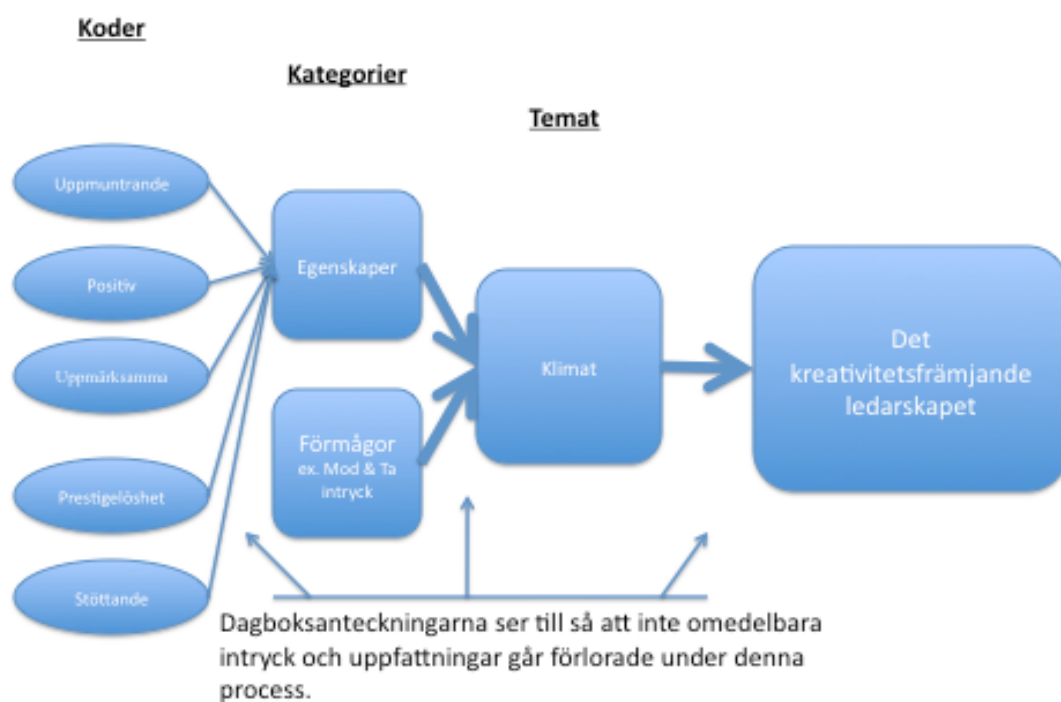 Koder
Kategorier
Temat
Uppmuntrande
Positiv
Uppmärksamma
Prestigelöshet
Stöttande
Egenskaper
Förmågor
ex. Mod & Ta
intryck
Klimat
Det
kreativitetsfrämjande
ledarskapet
Dagboksanteckningarna ser till så att inte omedelbara
intryck och uppfattningar går förlorade under denna
process.